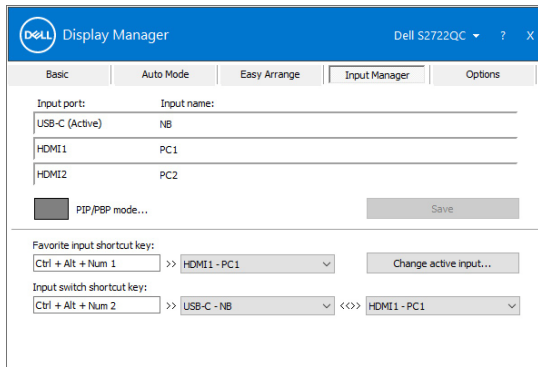 DELL Display Manager Dell S2722QC ? X
Basic Auto Mode Easy Arrange Input Manager Options
Input port: Input name:
USB-C (Active) NB
HDMI1 PC1
HDMI2 PC2
PIP/PBP mode... Save
Favorite input shortcut key:
Ctrl + Alt + Num 1 >> HDMI1 - PC1 Change active input...
Input switch shortcut key:
Ctrl + Alt + Num 2 >> USB-C - NB <<>> HDMI1 - PC1